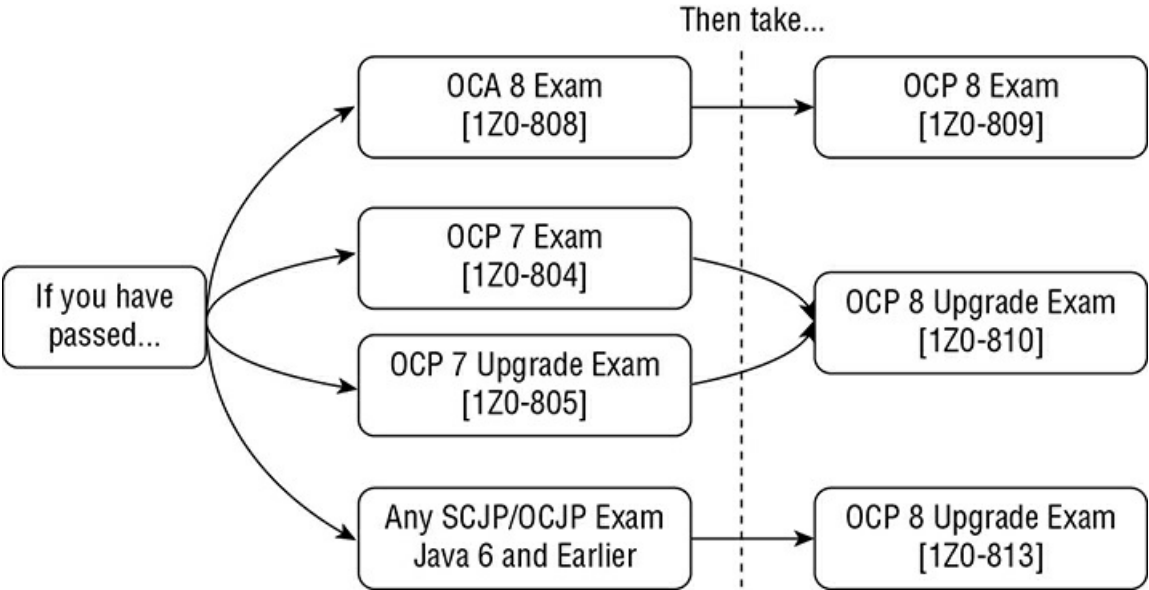 Then take...
OCA 8 Exam
[1Z0-808]
OCP 8 Exam
[1Z0-809]
OCP 7 Exam
[1Z0-804]
If you have
passed...
OCP 8 Upgrade Exam
[1Z0-810]
OCP 7 Upgrade Exam
[1Z0-805]
Any SCJP/OCJP Exam
Java 6 and Earlier
OCP 8 Upgrade Exam
[1Z0-813]